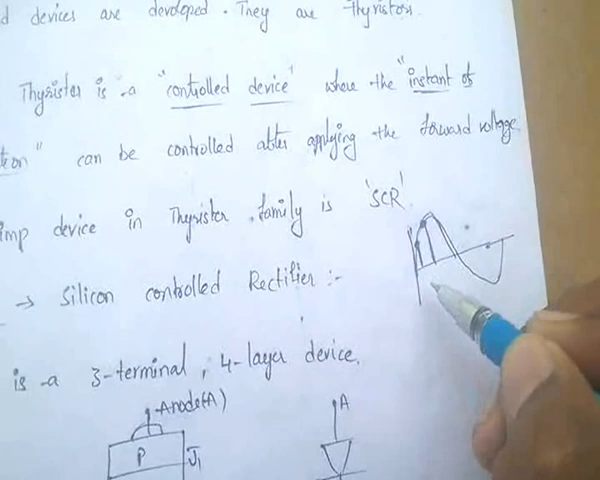 d devices are developed. They are Thyristors.
Thyrister is a "controlled device" where the "instant of
tion" can be controlled after applying the forward voltage.
imp device in Thyrister family is 'SCR'
→ Silicon controlled Rectifier :-
is a 3-terminal, 4-layer device.
Anode(A)
A
P
J1